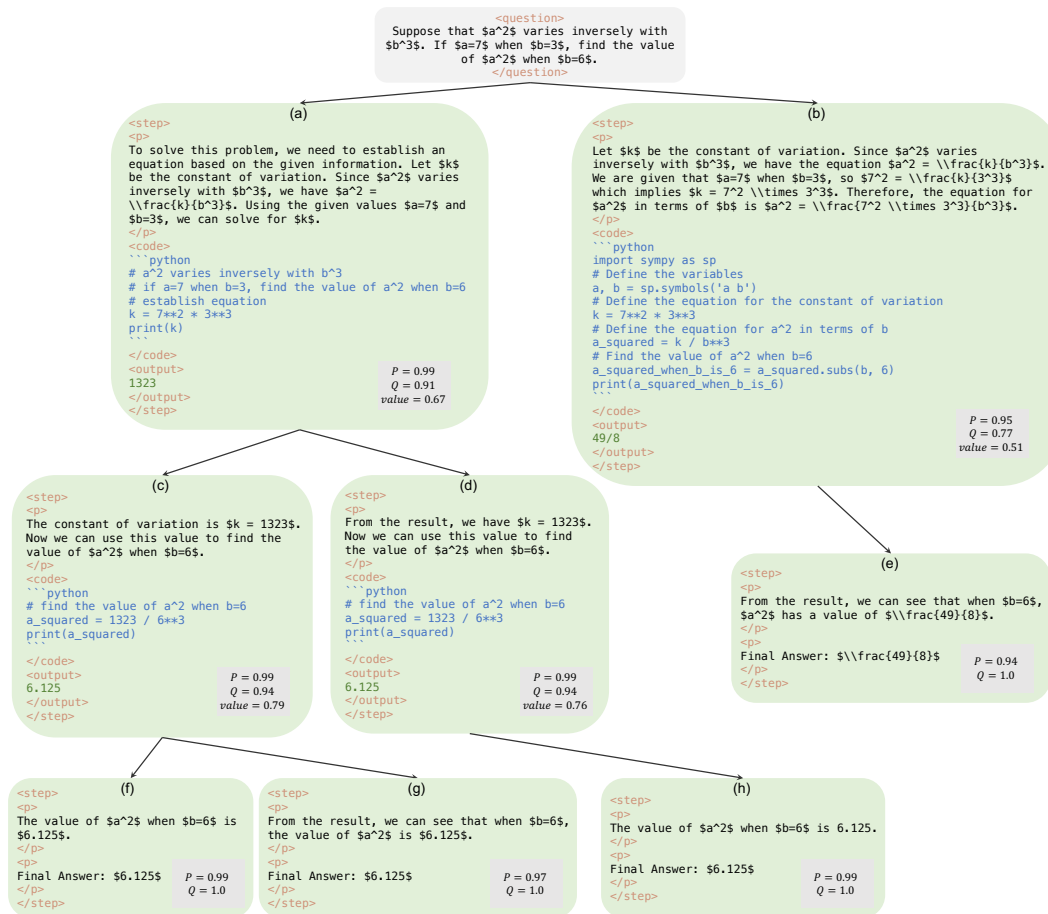 <question>
Suppose that $a^2$ varies inversely with
$b^3$. If $a=7$ when $b=3$, find the value
of $a^2$ when $b=6$.
</question>
(a)
<step>
<p>
To solve this problem, we need to establish an
equation based on the given information. Let $k$
be the constant of variation. Since $a^2$ varies
inversely with $b^3$, we have $a^2 =
\\frac{k}{b^3}$. Using the given values $a=7$ and
$b=3$, we can solve for $k$.
</p>
<code>
```python
# a^2 varies inversely with b^3
# if a=7 when b=3, find the value of a^2 when b=6
# establish equation
k = 7**2 * 3**3
print(k)
```
</code>
<output>
1323
</output>
</step>
P = 0.99
Q = 0.91
value = 0.67
(b)
<step>
<p>
Let $k$ be the constant of variation. Since $a^2$ varies
inversely with $b^3$, we have the equation $a^2 = \\frac{k}{b^3}$.
We are given that $a=7$ when $b=3$, so $7^2 = \\frac{k}{3^3}$
which implies $k = 7^2 \\times 3^3$. Therefore, the equation for
$a^2$ in terms of $b$ is $a^2 = \\frac{7^2 \\times 3^3}{b^3}$.
</p>
<code>
```python
import sympy as sp
# Define the variables
a, b = sp.symbols('a b')
# Define the equation for the constant of variation
k = 7**2 * 3**3
# Define the equation for a^2 in terms of b
a_squared = k / b**3
# Find the value of a^2 when b=6
a_squared_when_b_is_6 = a_squared.subs(b, 6)
print(a_squared_when_b_is_6)
```
</code>
<output>
49/8
</output>
</step>
P = 0.95
Q = 0.77
value = 0.51
(c)
<step>
<p>
The constant of variation is $k = 1323$.
Now we can use this value to find the
value of $a^2$ when $b=6$.
</p>
<code>
```python
# find the value of a^2 when b=6
a_squared = 1323 / 6**3
print(a_squared)
```
</code>
<output>
6.125
</output>
</step>
P = 0.99
Q = 0.94
value = 0.79
(d)
<step>
<p>
From the result, we have $k = 1323$.
Now we can use this value to find
the value of $a^2$ when $b=6$.
</p>
<code>
```python
# find the value of a^2 when b=6
a_squared = 1323 / 6**3
print(a_squared)
```
</code>
<output>
6.125
</output>
</step>
P = 0.99
Q = 0.94
value = 0.76
(e)
<step>
<p>
From the result, we can see that when $b=6$,
$a^2$ has a value of $\\frac{49}{8}$.
</p>
<p>
Final Answer: $\\frac{49}{8}$
</p>
</step>
P = 0.94
Q = 1.0
(f)
<step>
<p>
The value of $a^2$ when $b=6$ is
$6.125$.
</p>
<p>
Final Answer: $6.125$
</p>
</step>
P = 0.99
Q = 1.0
(g)
<step>
<p>
From the result, we can see that when $b=6$,
the value of $a^2$ is $6.125$.
</p>
<p>
Final Answer: $6.125$
</p>
</step>
P = 0.97
Q = 1.0
(h)
<step>
<p>
The value of $a^2$ when $b=6$ is 6.125.
</p>
<p>
Final Answer: $6.125$
</p>
</step>
P = 0.99
Q = 1.0